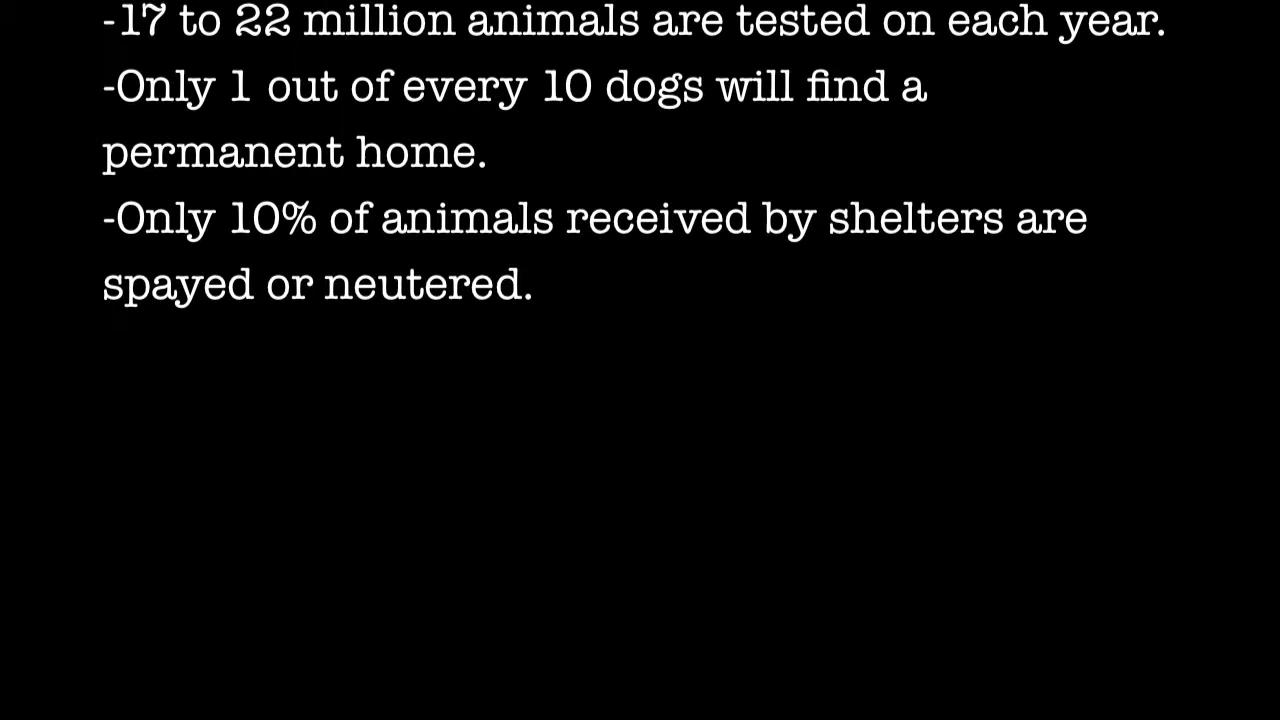 -17 to 22 million animals are tested on each year.
-Only 1 out of every 10 dogs will find a
permanent home.
-Only 10% of animals received by shelters are
spayed or neutered.